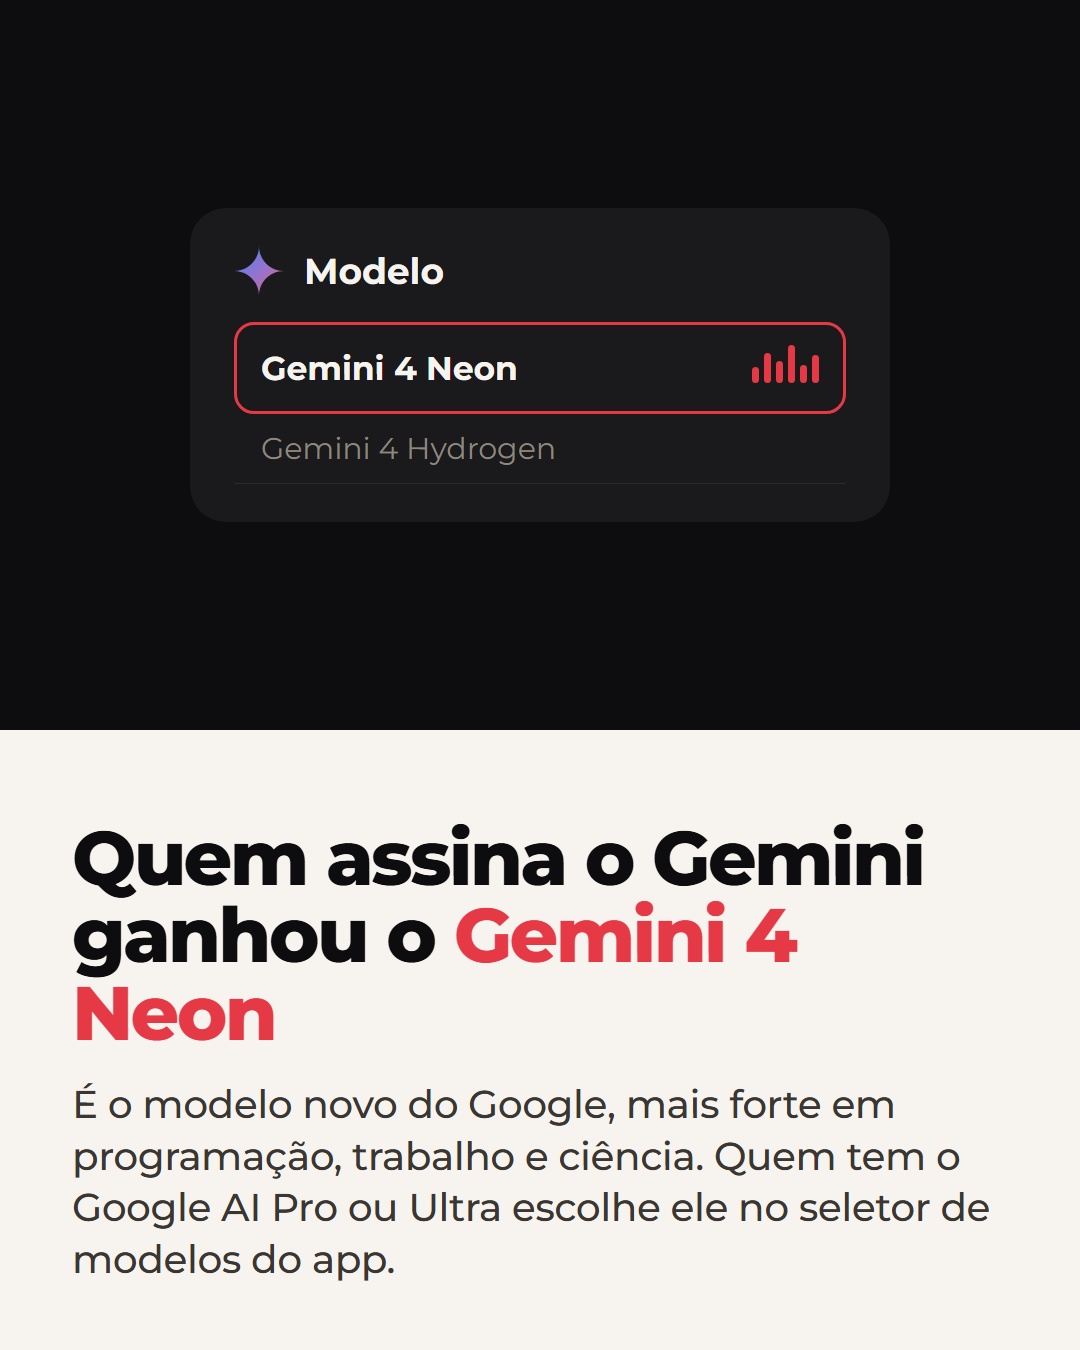 Modelo
Gemini 4 Neon
Gemini 4 Hydrogen
Quem assina o Gemini
ganhou o Gemini 4
Neon
É o modelo novo do Google, mais forte em
programação, trabalho e ciência. Quem tem o
Google AI Pro ou Ultra escolhe ele no seletor de
modelos do app.